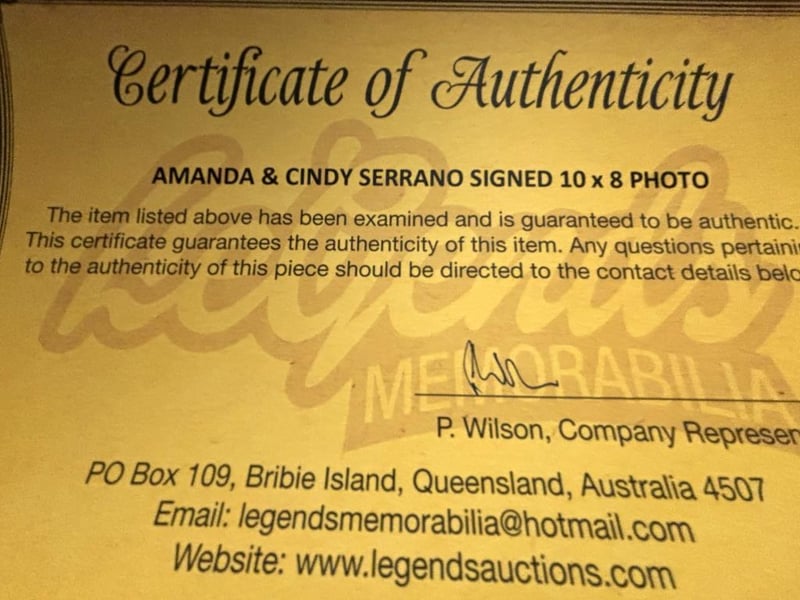 Certificate of Authenticity
AMANDA & CINDY SERRANO SIGNED 10 x 8 PHOTO
The item listed above has been examined and is guaranteed to be authentic.
This certificate guarantees the authenticity of this item. Any questions pertaini
to the authenticity of this piece should be directed to the contact details belo
Legends
MEMORABILIA
P. Wilson, Company Represen
PO Box 109, Bribie Island, Queensland, Australia 4507
Email: legendsmemorabilia@hotmail.com
Website: www.legendsauctions.com